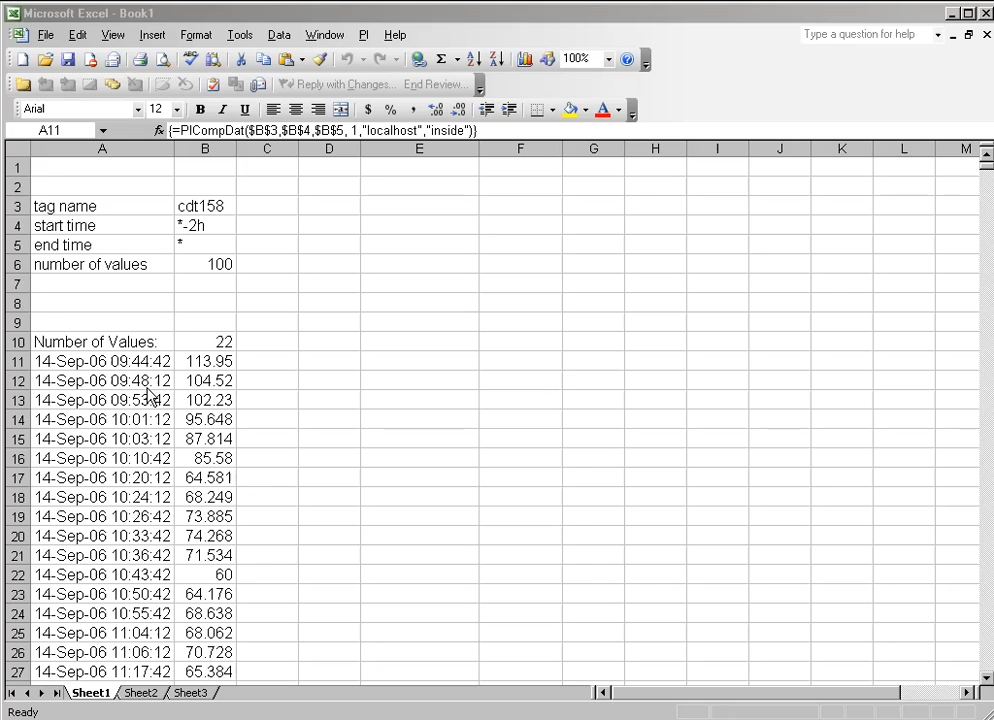 Microsoft Excel - Book1
File Edit View Insert Format Tools Data Window PI Help Type a question for help
100%
Reply with Changes... End Review...
Arial 12 B I U $ % ,
A11 fx {=PICompDat($B$3,$B$4,$B$5, 1,"localhost","inside")}
A B C D E F G H I J K L M
1
2
3 tag name cdt158
4 start time *-2h
5 end time *
6 number of values 100
7
8
9
10 Number of Values: 22
11 14-Sep-06 09:44:42 113.95
12 14-Sep-06 09:48:12 104.52
13 14-Sep-06 09:53:42 102.23
14 14-Sep-06 10:01:12 95.648
15 14-Sep-06 10:03:12 87.814
16 14-Sep-06 10:10:42 85.58
17 14-Sep-06 10:20:12 64.581
18 14-Sep-06 10:24:12 68.249
19 14-Sep-06 10:26:42 73.885
20 14-Sep-06 10:33:42 74.268
21 14-Sep-06 10:36:42 71.534
22 14-Sep-06 10:43:42 60
23 14-Sep-06 10:50:42 64.176
24 14-Sep-06 10:55:42 68.638
25 14-Sep-06 11:04:12 68.062
26 14-Sep-06 11:06:12 70.728
27 14-Sep-06 11:17:42 65.384
Sheet1 Sheet2 Sheet3
Ready